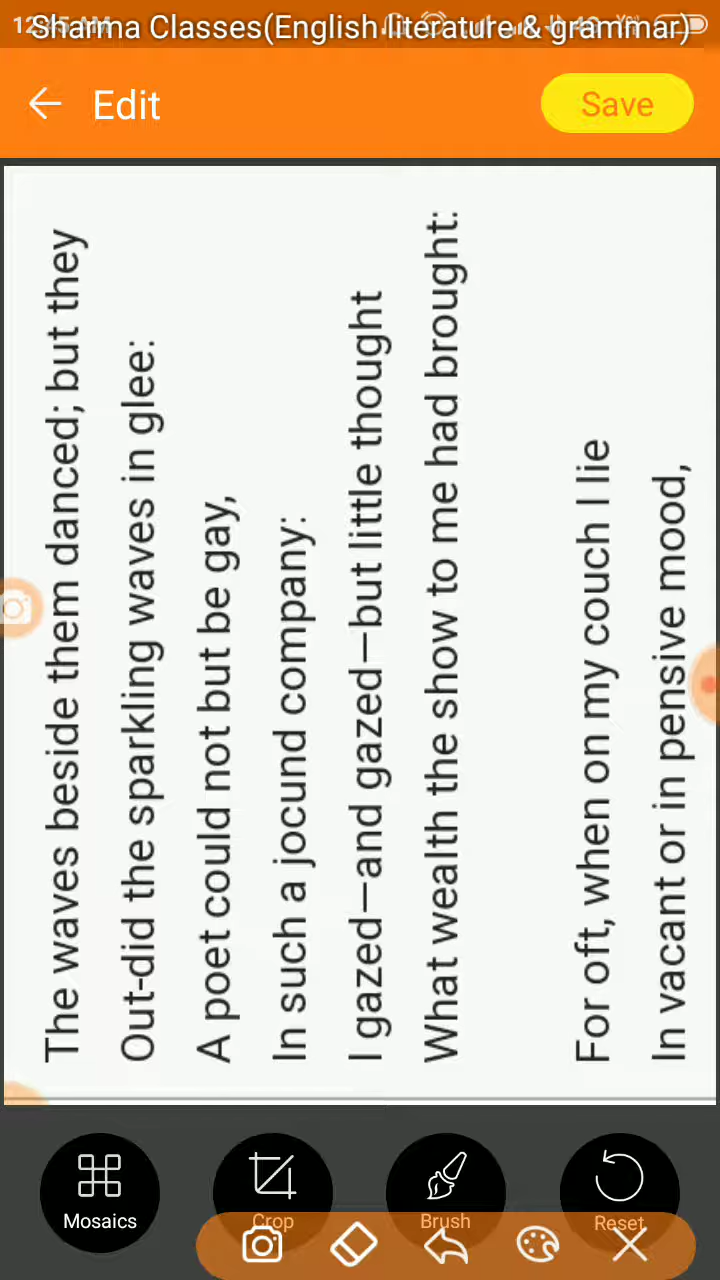 Sharma Classes(English literature & grammar)
Edit
Save
The waves beside them danced; but they
Out-did the sparkling waves in glee:
A poet could not but be gay,
In such a jocund company:
I gazed—and gazed—but little thought
What wealth the show to me had brought:
For oft, when on my couch I lie
In vacant or in pensive mood,
Mosaics
Crop
Brush
Reset